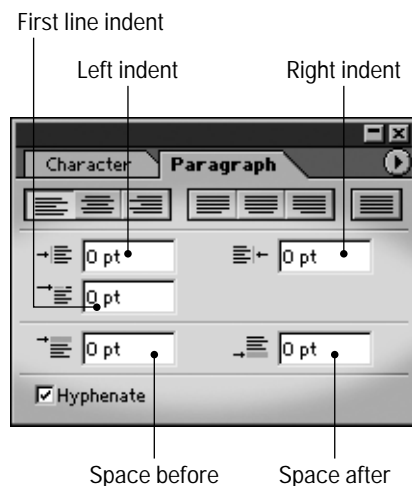 First line indent
Left indent Right indent
Character Paragraph
0 pt 0 pt
0 pt
0 pt 0 pt
Hyphenate
Space before Space after